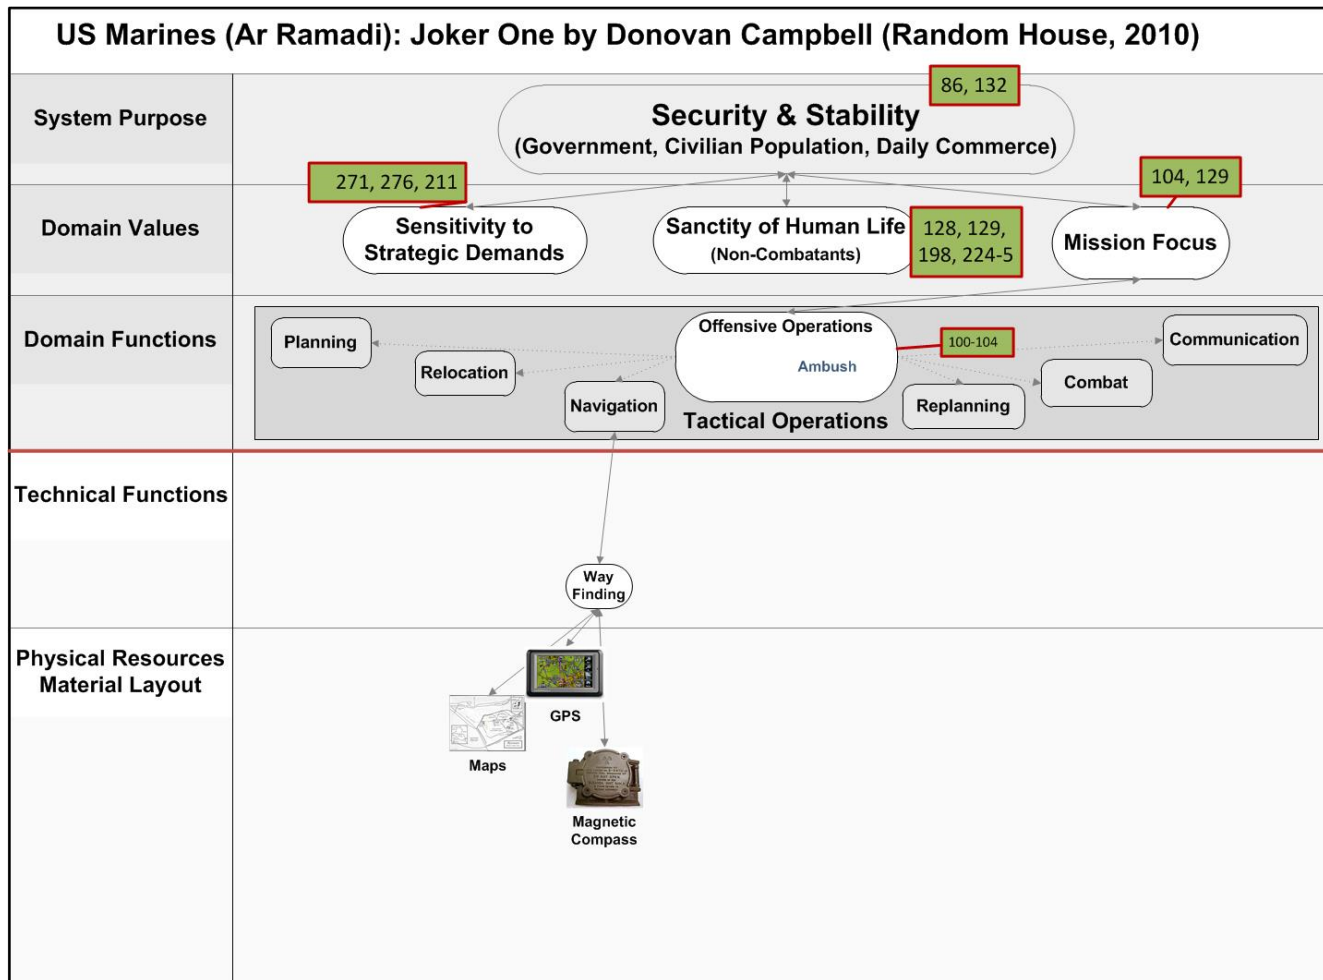 US Marines (Ar Ramadi): Joker One by Donovan Campbell (Random House, 2010)
System Purpose
86, 132
Security & Stability
(Government, Civilian Population, Daily Commerce)
271, 276, 211
104, 129
Domain Values
Sensitivity to
Strategic Demands
Sanctity of Human Life
(Non-Combatants)
128, 129,
198, 224-5
Mission Focus
Domain Functions
Planning
Relocation
Navigation
Offensive Operations
Ambush
100-104
Communication
Combat
Replanning
Tactical Operations
Technical Functions
Way
Finding
Physical Resources
Material Layout
GPS
Maps
Magnetic
Compass